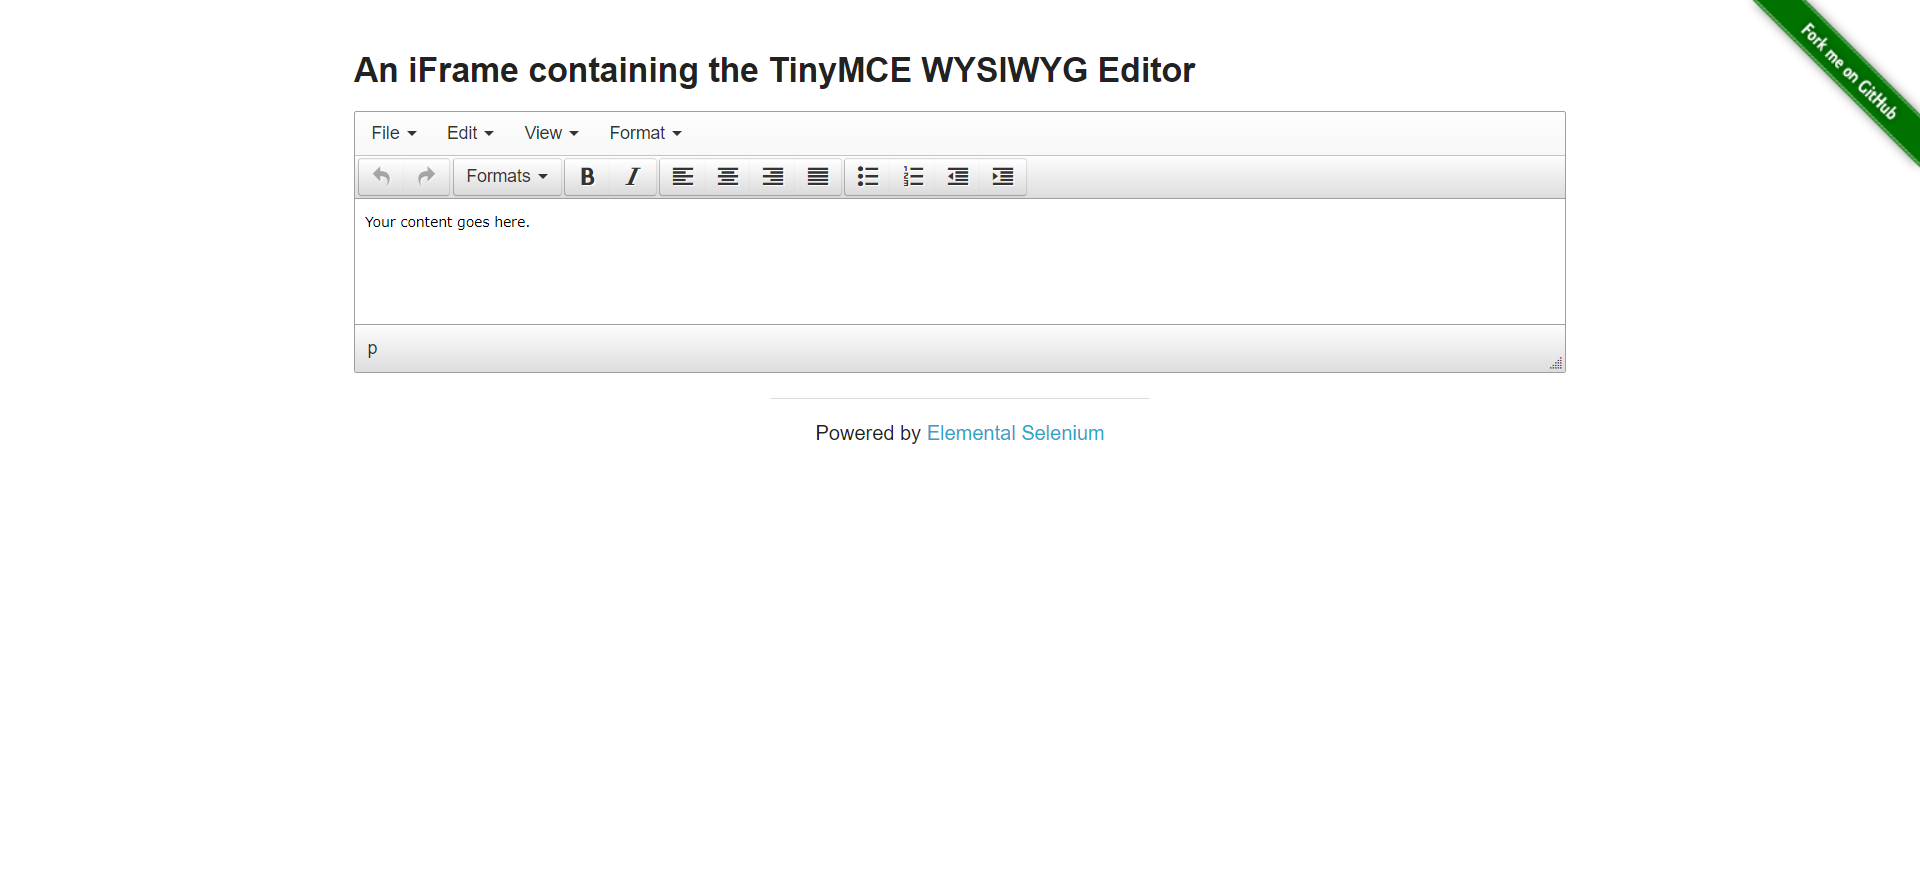 Fork me on GitHub
An iFrame containing the TinyMCE WYSIWYG Editor
File Edit View Format
Formats B I
Your content goes here.
p
Powered by Elemental Selenium